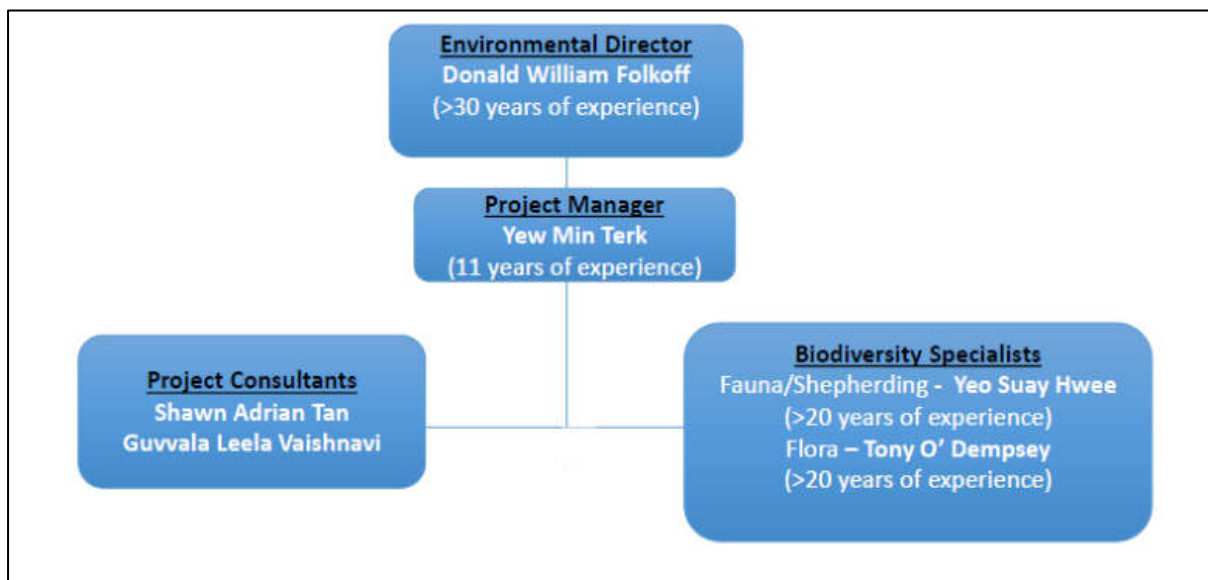 Environmental Director
Donald William Folkoff
(>30 years of experience)
Project Manager
Yew Min Terk
(11 years of experience)
Project Consultants
Shawn Adrian Tan
Guvvala Leela Vaishnavi
Biodiversity Specialists
Fauna/Shepherding - Yeo Suay Hwee
(>20 years of experience)
Flora – Tony O’ Dempsey
(>20 years of experience)